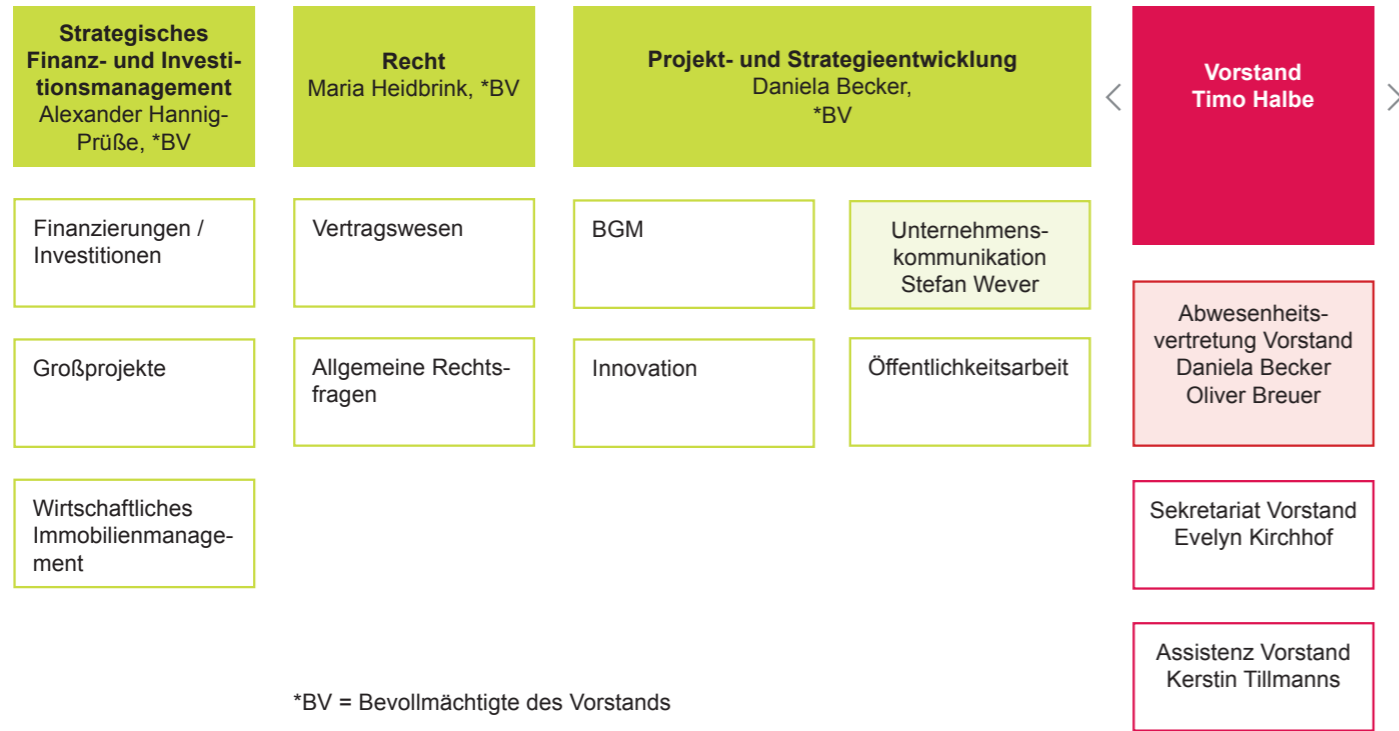 Strategisches
Finanz- und Investi-
tionsmanagement
Alexander Hannig-
Prüße, *BV
Finanzierungen /
Investitionen
Großprojekte
Wirtschaftliches
Immobilienmanage-
ment
Recht
Maria Heidbrink, *BV
Vertragswesen
Allgemeine Rechts-
fragen
Projekt- und Strategieentwicklung
Daniela Becker,
*BV
BGM
Innovation
Unternehmens-
kommunikation
Stefan Wever
Öffentlichkeitsarbeit
Vorstand
Timo Halbe
Abwesenheits-
vertretung Vorstand
Daniela Becker
Oliver Breuer
Sekretariat Vorstand
Evelyn Kirchhof
Assistenz Vorstand
Kerstin Tillmanns
*BV = Bevollmächtigte des Vorstands